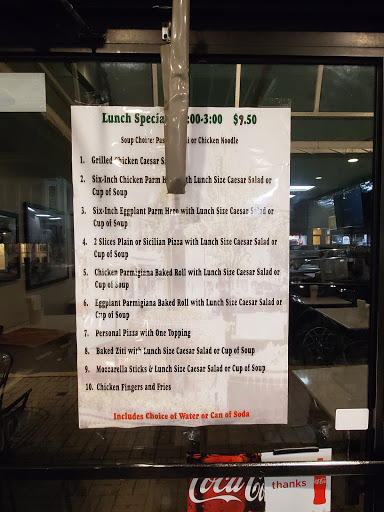 Lunch Special :00-3:00 $9.50
Soup Choice: Pas i or Chicken Noodle
1. Grilled Chicken Caesar
2. Six-Inch Chicken Parm Hero with Lunch Size Caesar Salad or
Cup of Soup
3. Six-Inch Eggplant Parm Hero with Lunch Size Caesar Salad or
Cup of Soup
4. 2 Slices Plain or Sicilian Pizza with Lunch Size Caesar Salad or
Cup of Soup
5. Chicken Parmigiana Baked Roll with Lunch Size Caesar Salad or
Cup of Soup
6. Eggplant Parmigiana Baked Roll with Lunch Size Caesar Salad or
Cup of Soup
7. Personal Pizza with One Topping
8. Baked Ziti with Lunch Size Caesar Salad or Cup of Soup
9. Mozzarella Sticks & Lunch Size Caesar Salad or Cup of Soup
10. Chicken Fingers and Fries
Includes Choice of Water or Can of Soda
Coca Co
thanks